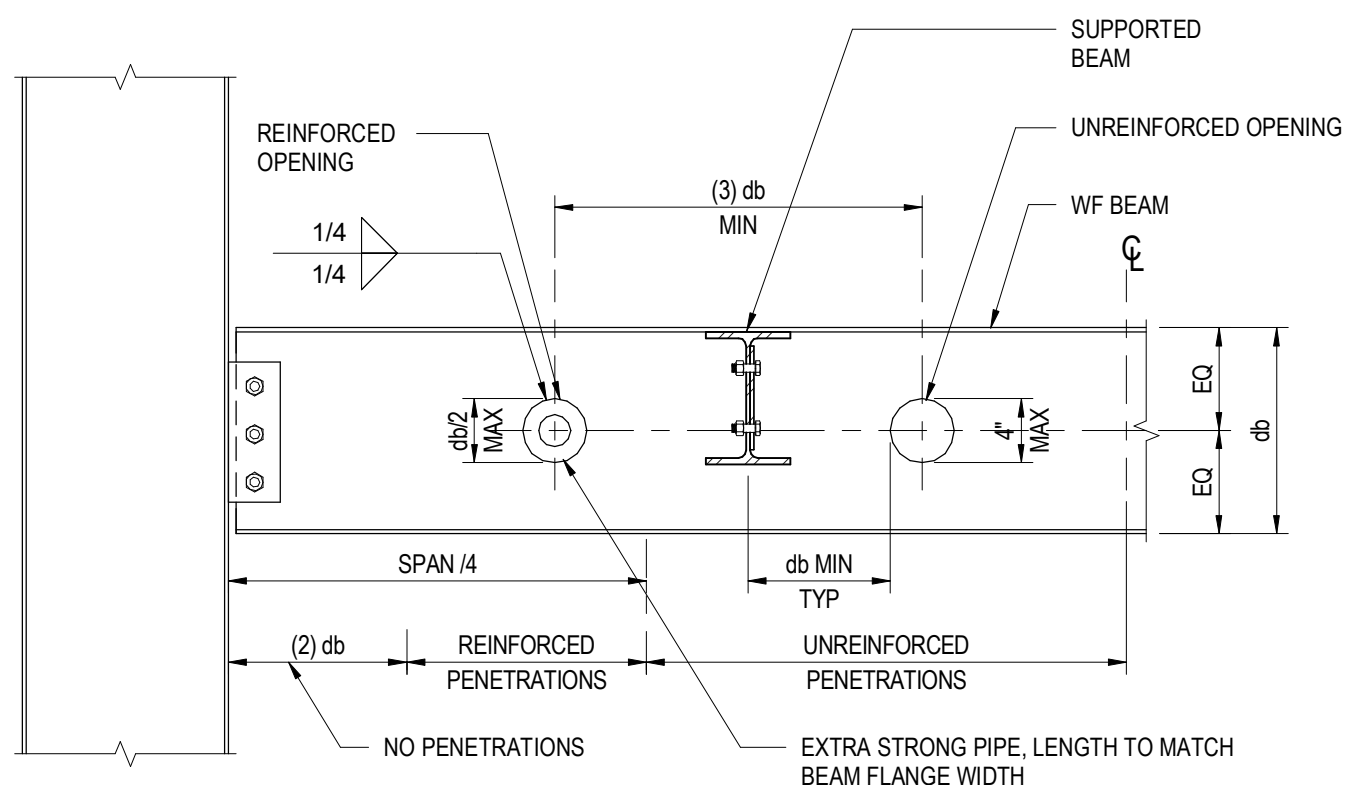 SUPPORTED
BEAM
REINFORCED
OPENING
UNREINFORCED OPENING
(3) db
MIN
WF BEAM
1/4
1/4
℄
db/2
MAX
4"
MAX
EQ
EQ
db
SPAN /4
db MIN
TYP
(2) db
REINFORCED
PENETRATIONS
UNREINFORCED
PENETRATIONS
NO PENETRATIONS
EXTRA STRONG PIPE, LENGTH TO MATCH
BEAM FLANGE WIDTH